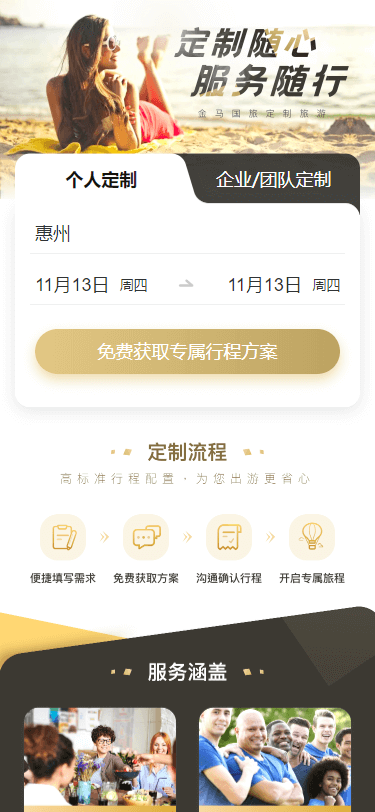 定制随心
服务随行
金马国旅定制旅游
个人定制
企业/团队定制
惠州
11月13日 周四
11月13日 周四
免费获取专属行程方案
定制流程
高标准行程配置·为您出游更省心
便捷填写需求
免费获取方案
沟通确认行程
开启专属旅程
服务涵盖